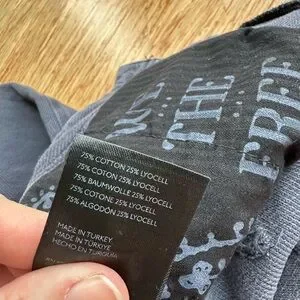 THE
FREE
75% COTTON 25% LYOCELL
75% COTON 25% LYOCELL
75% BAUMWOLLE 25% LYOCELL
75% COTONE 25% LYOCELL
75% ALGODÓN 25% LYOCELL
MADE IN TURKEY
MADE IN TÜRKIYE
HECHO EN TURQUÍA